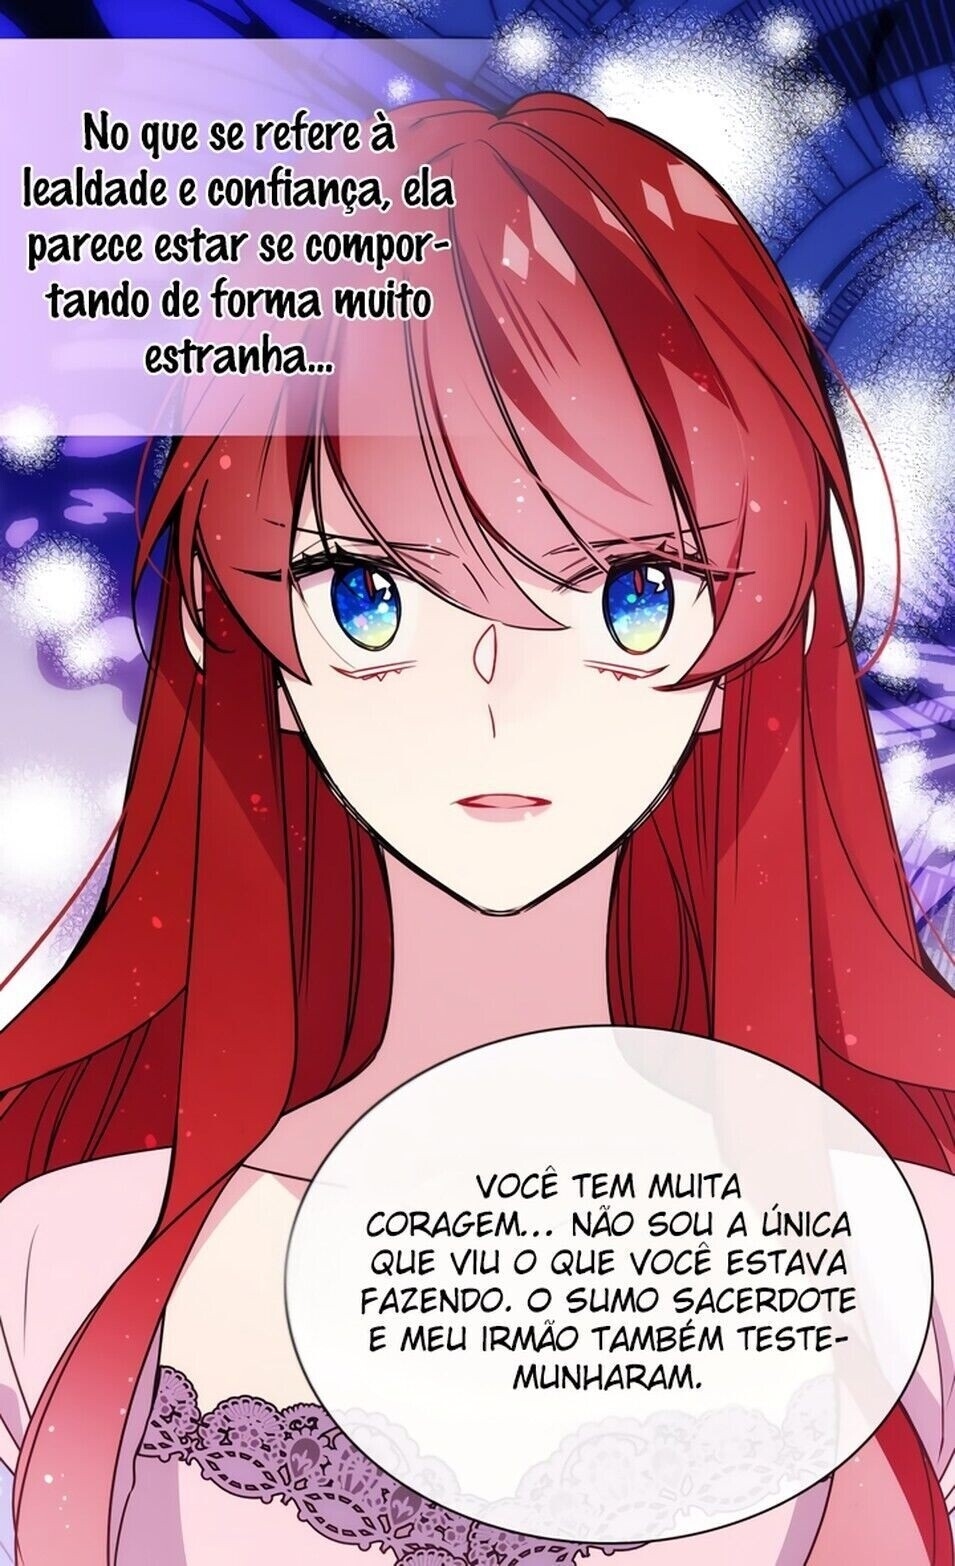 No que se refere à
lealdade e confiança, ela
parece estar se compor-
tando de forma muito
estranha...
VOCÊ TEM MUITA
CORAGEM... NÃO SOU A ÚNICA
QUE VIU O QUE VOCÊ ESTAVA
FAZENDO. O SUMO SACERDOTE
E MEU IRMÃO TAMBÉM TESTE-
MUNHARAM.